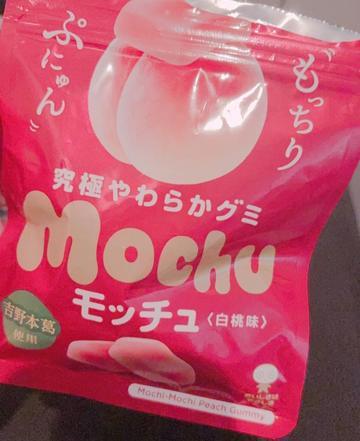 "もっちり
ぷにゅん"
究極やわらかグミ
Mochu
モッチュ〈白桃味〉
吉野本葛
使用
Mochi-Mochi Peach Gummy